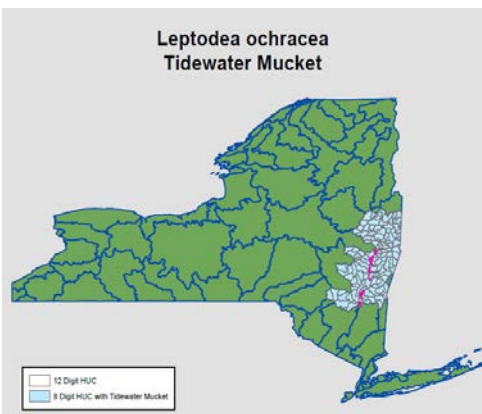 Leptodea ochracea
Tidewater Mucket
12 Digit HUC
8 Digit HUC with Tidewater Mucket